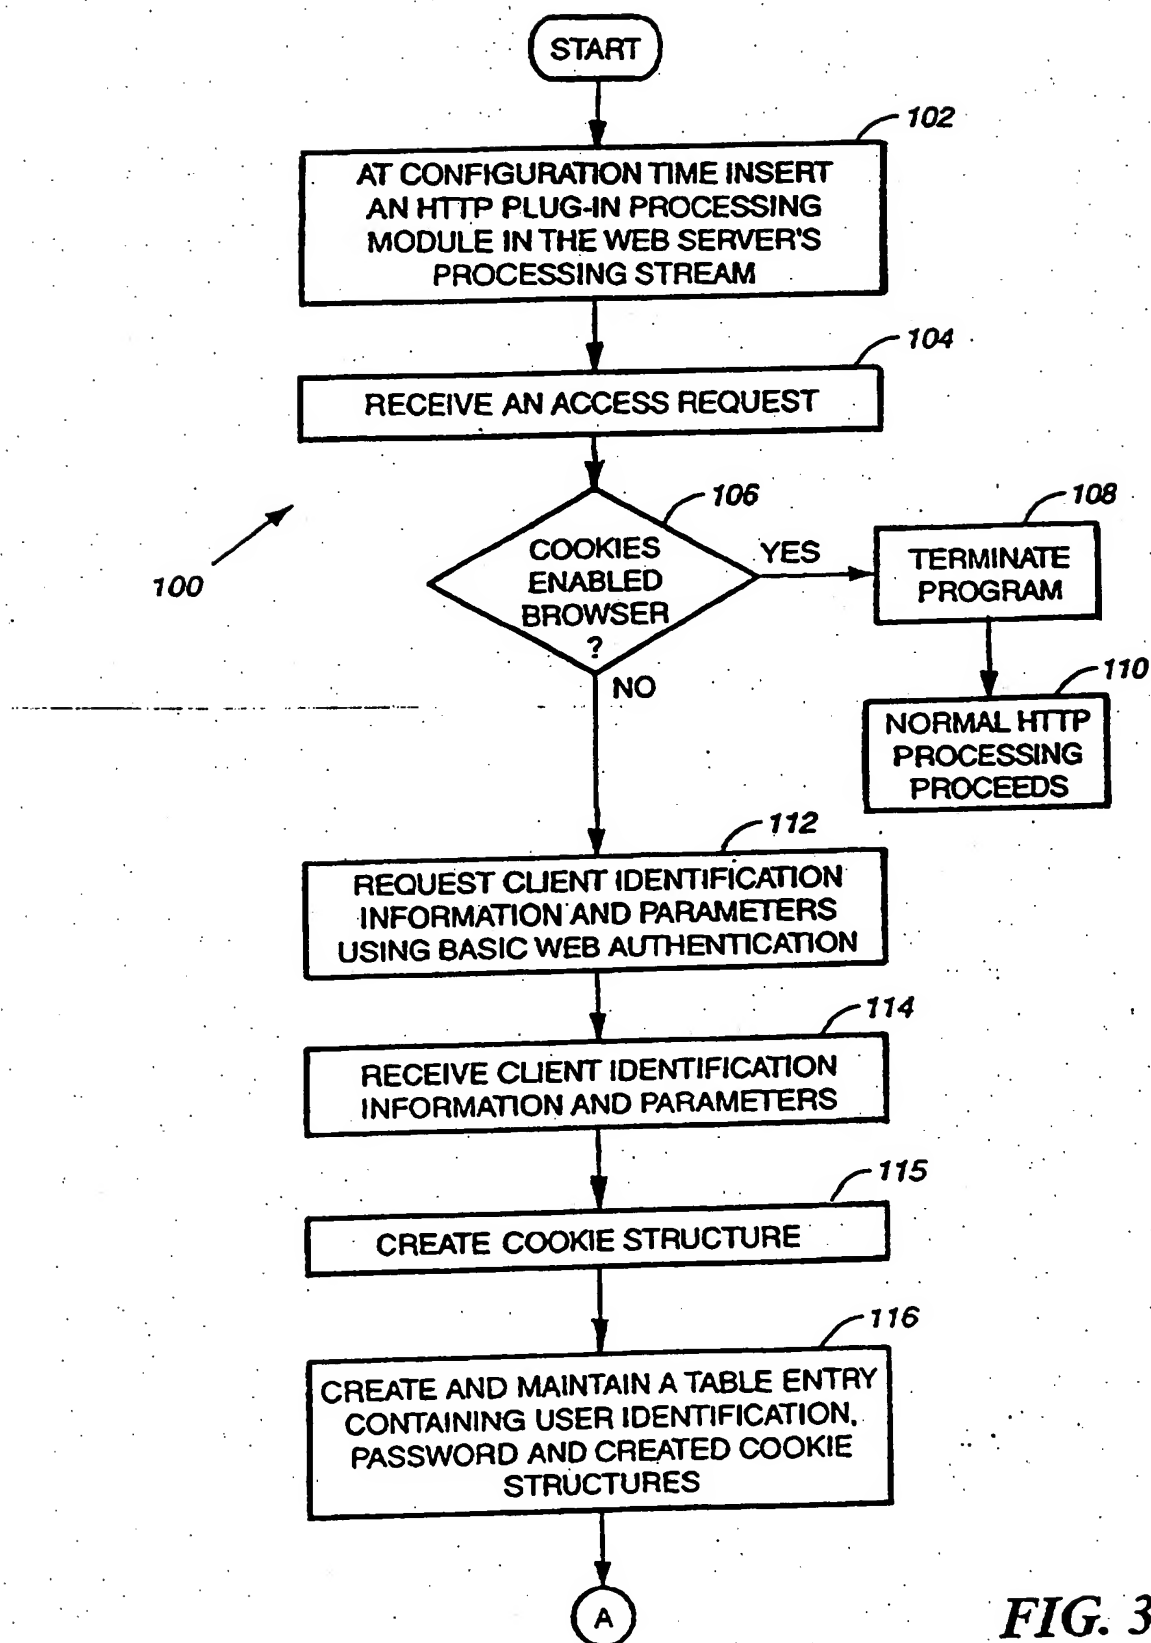 START
102
AT CONFIGURATION TIME INSERT
AN HTTP PLUG-IN PROCESSING
MODULE IN THE WEB SERVER'S
PROCESSING STREAM
104
RECEIVE AN ACCESS REQUEST
100
106
COOKIES
ENABLED
BROWSER
?
YES
NO
108
TERMINATE
PROGRAM
110
NORMAL HTTP
PROCESSING
PROCEEDS
112
REQUEST CLIENT IDENTIFICATION
INFORMATION AND PARAMETERS
USING BASIC WEB AUTHENTICATION
114
RECEIVE CLIENT IDENTIFICATION
INFORMATION AND PARAMETERS
115
CREATE COOKIE STRUCTURE
116
CREATE AND MAINTAIN A TABLE ENTRY
CONTAINING USER IDENTIFICATION,
PASSWORD AND CREATED COOKIE
STRUCTURES
A
FIG. 3